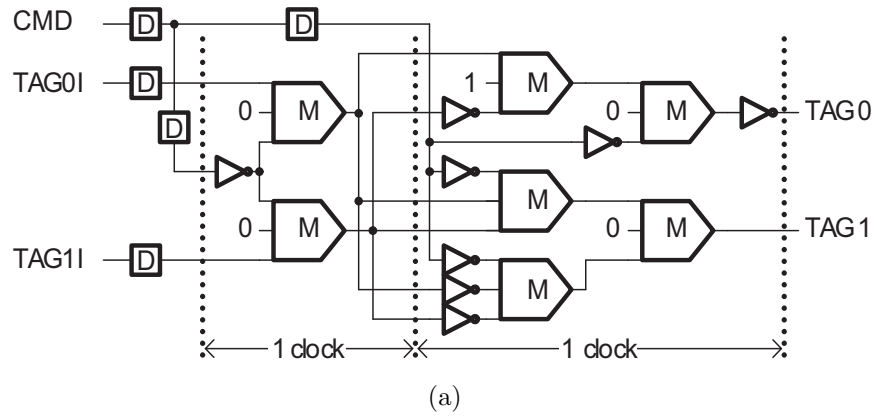 CMD D D
TAG0I D
0 M 1 M
D 0 M TAG0
0 M M 0 M TAG1
TAG1I D M
1 clock 1 clock
(a)